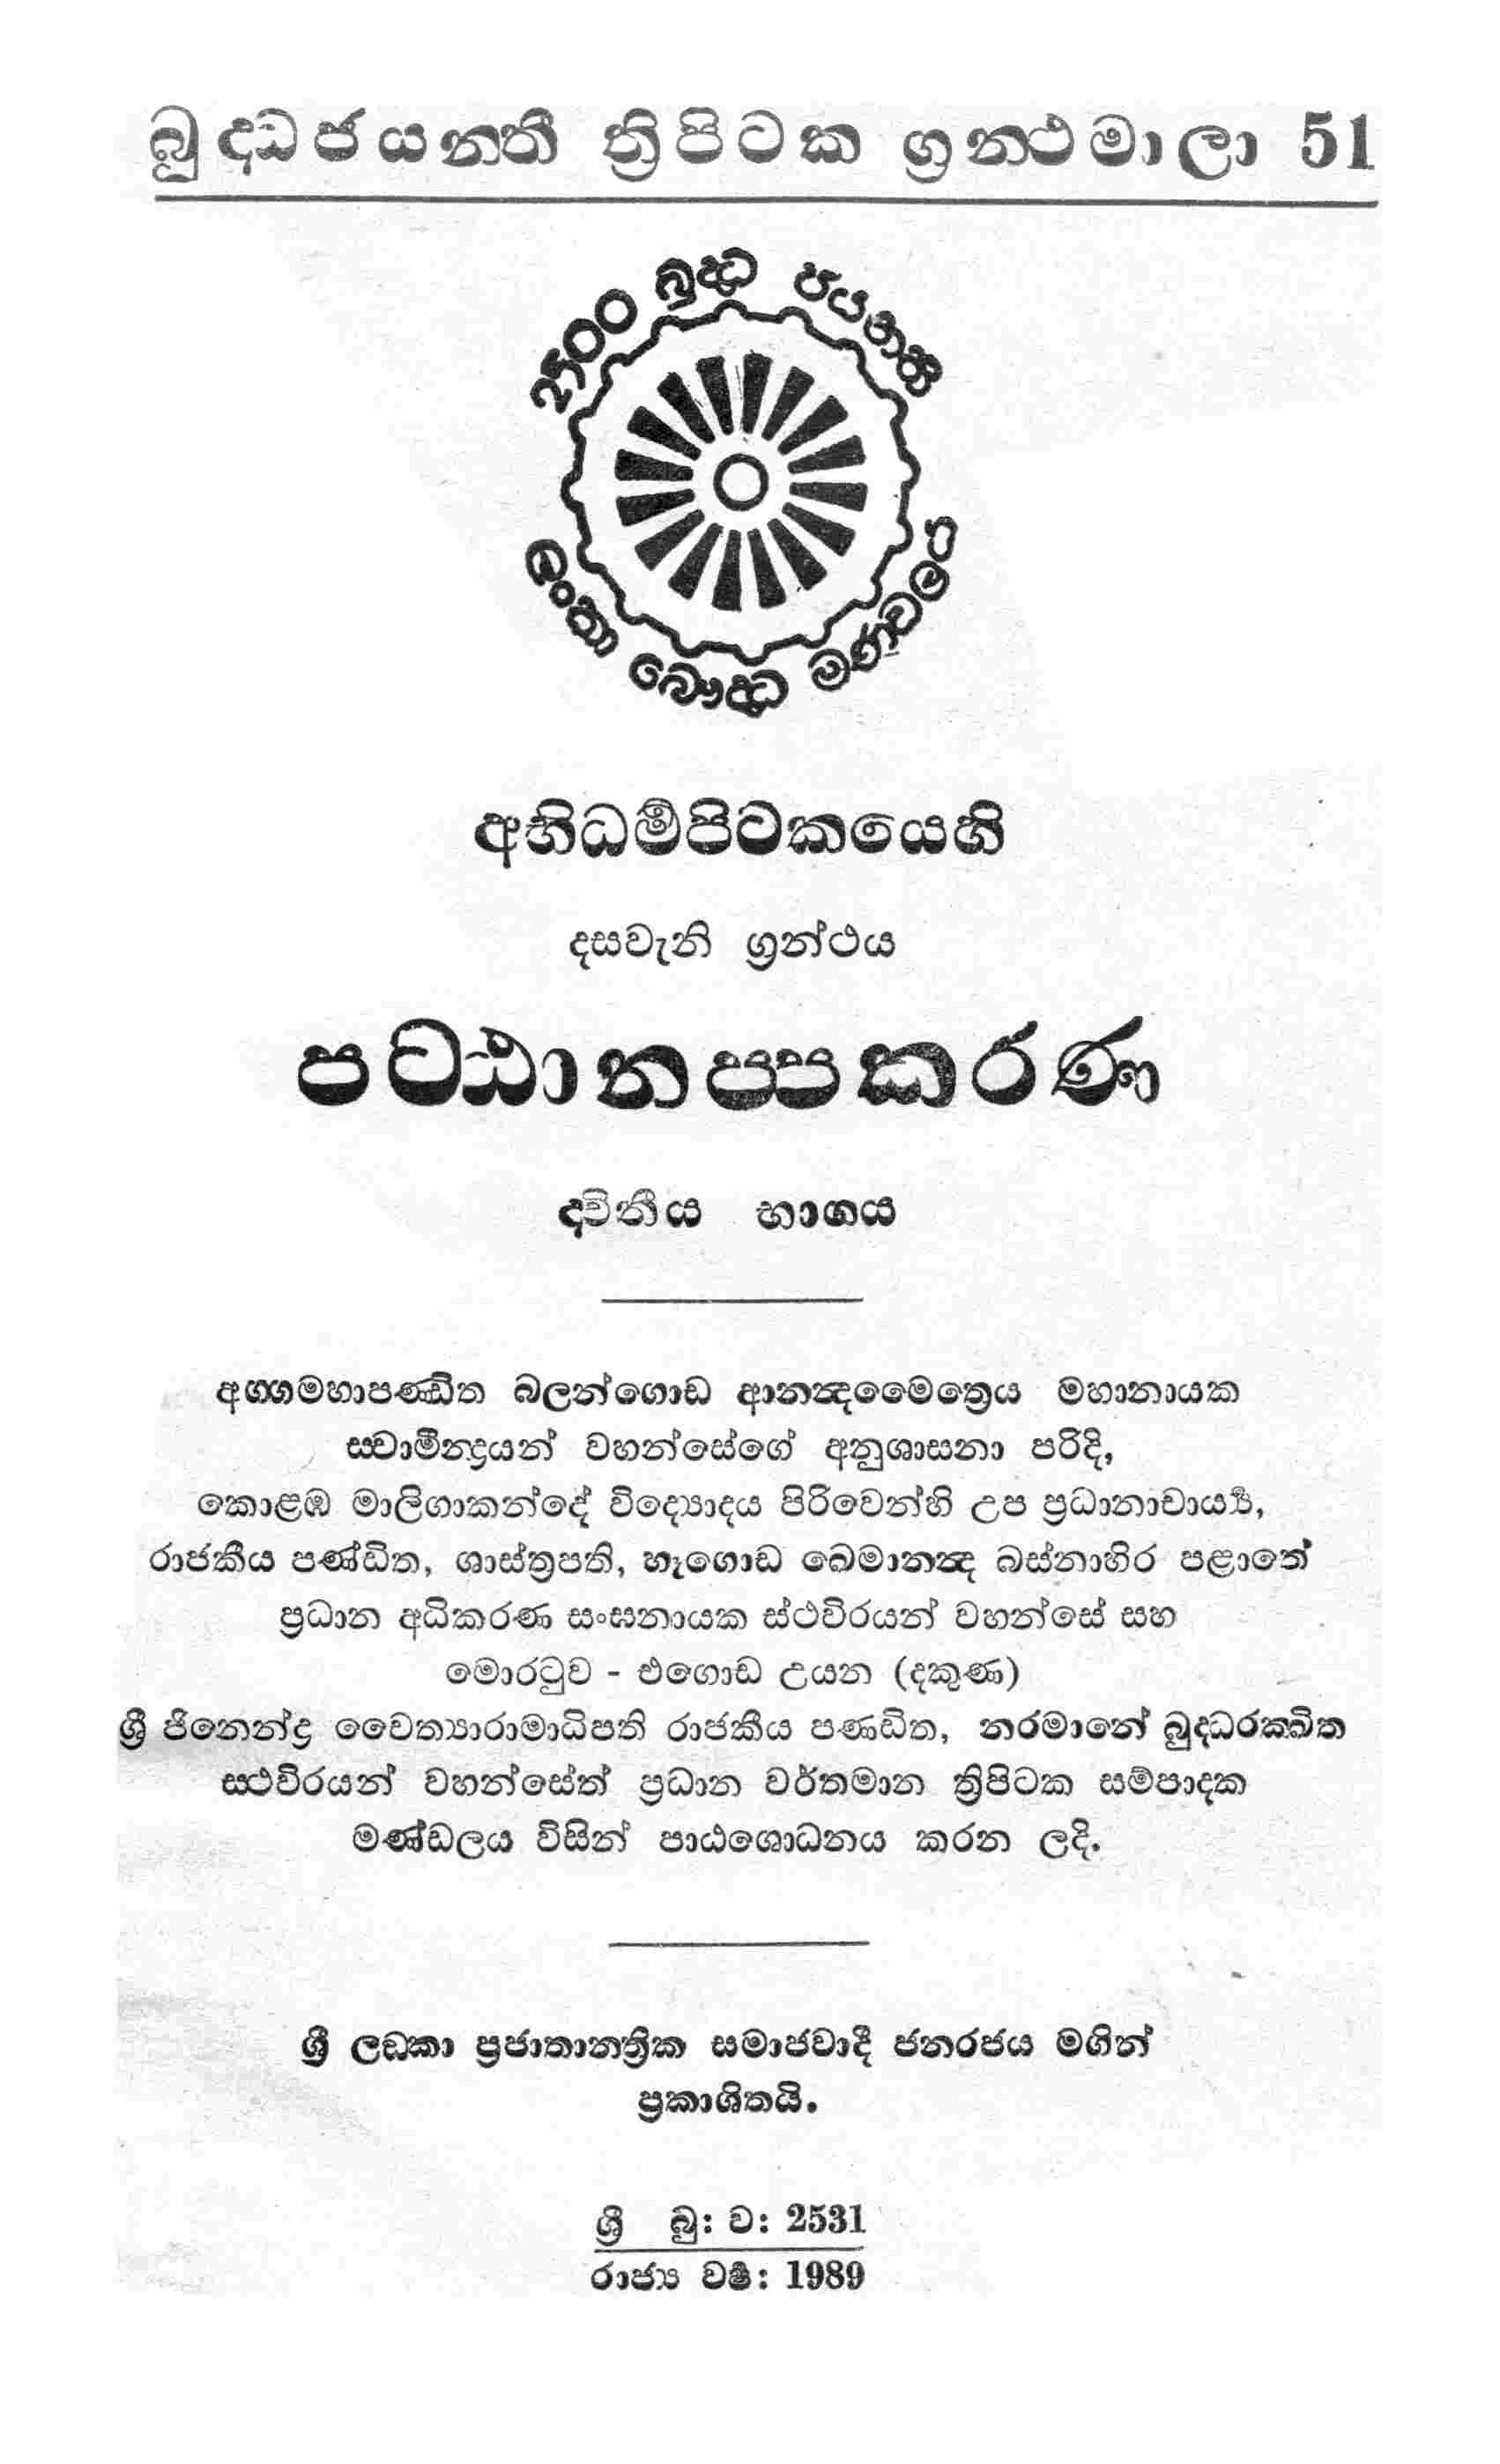 බුද්ධජයන්තී ත්‍රිපිටක ග්‍රන්ථමාලා 51
2500 බුද්ධ ජයන්ති
ලංකා බෞද්ධ මණ්ඩලය
අභිධර්‍මපිටකයෙහි
දසවැනි ග්‍රන්ථය
පට්ඨානප්පකරණ
ද්විතීය භාගය
අග්ගමහාපණ්ඩිත බලන්ගොඩ ආනන්දමෛත්‍රෙය මහානායක
ස්වාමීන්ද්‍රයන් වහන්සේගේ අනුශාසනා පරිදි,
කොළඹ මාලිගාකන්දේ විද්‍යොදය පිරිවෙන්හි උප ප්‍රධානාචාර්‍ය්‍ය,
රාජකීය පණ්ඩිත, ශාස්ත්‍රපති, හෑගොඩ ඛෙමානන්ද බස්නාහිර පළාතේ
ප්‍රධාන අධිකරණ සංඝනායක ස්ථවිරයන් වහන්සේ සහ
මොරටුව - එගොඩ උයන (දකුණ)
ශ්‍රී ජිනෙන්ද්‍ර චෛත්‍යාරාමාධිපති රාජකීය පණ්ඩිත, නරමානේ බුද්ධරක්ඛිත
ස්ථවිරයන් වහන්සේත් ප්‍රධාන වර්තමාන ත්‍රිපිටක සම්පාදක
මණ්ඩලය විසින් පාඨශොධනය කරන ලදි.
ශ්‍රී ලඞ්කා ප්‍රජාතාන්ත්‍රික සමාජවාදී ජනරජය මගින්
ප්‍රකාශිතයි.
ශ්‍රී බු: ව: 2531
රාජ්‍ය වර්‍ෂ: 1989